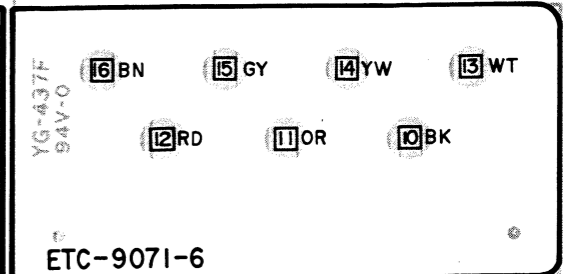 16 BN 15 GY 14 YW 13 WT
12 RD 11 OR 10 BK
YG-437F
94V-0
ETC-9071-6